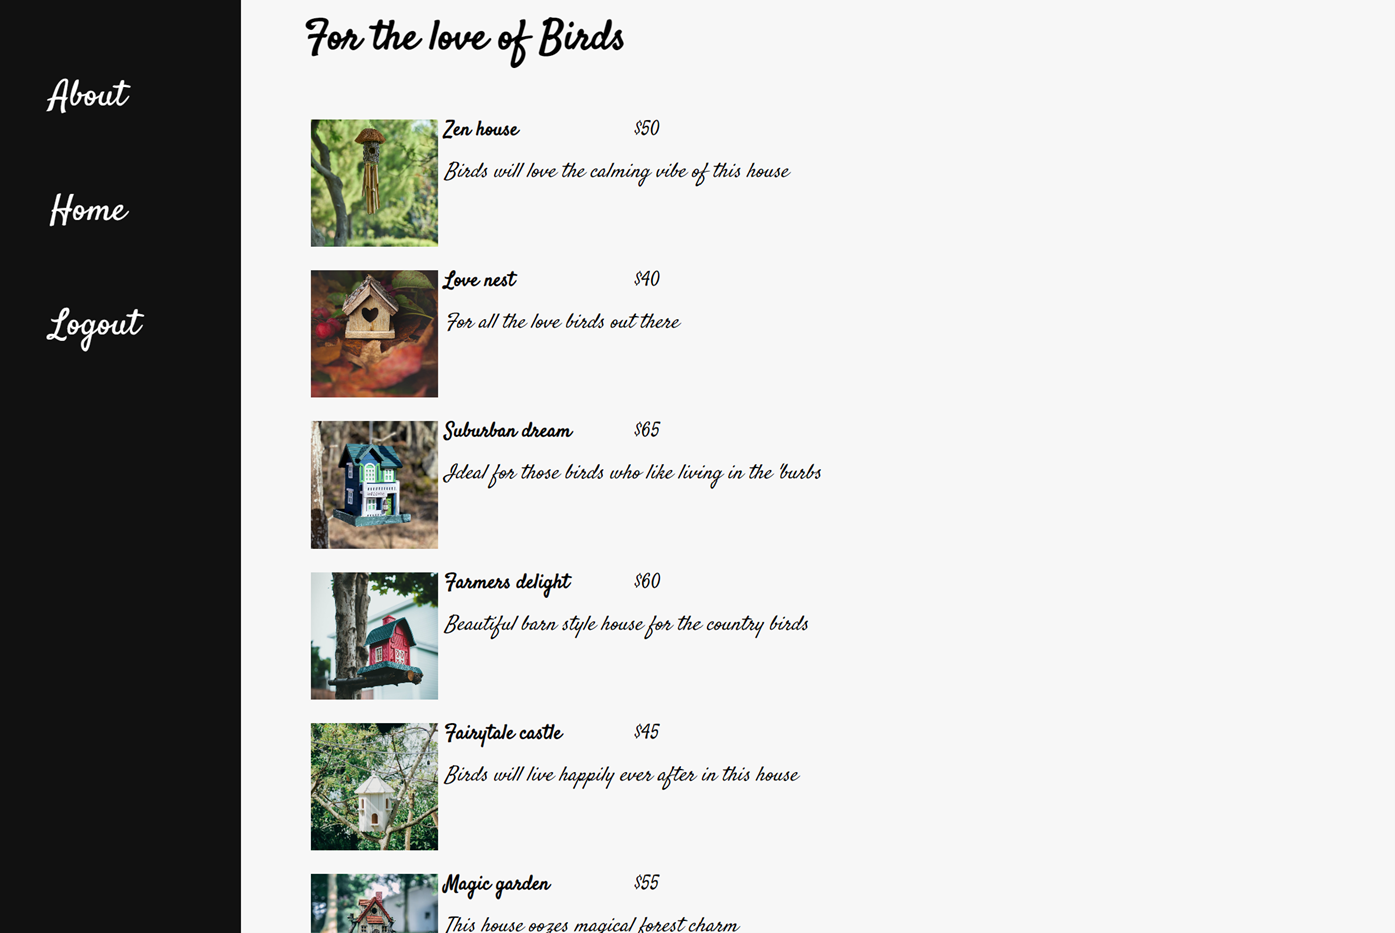 For the love of Birds
About
Home
Logout
Zen house $50
Birds will love the calming vibe of this house
Love nest $40
For all the love birds out there
Suburban dream $65
Ideal for those birds who like living in the 'burbs
Farmers delight $60
Beautiful barn style house for the country birds
Fairytale castle $45
Birds will live happily ever after in this house
Magic garden $55
This house oozes magical forest charm